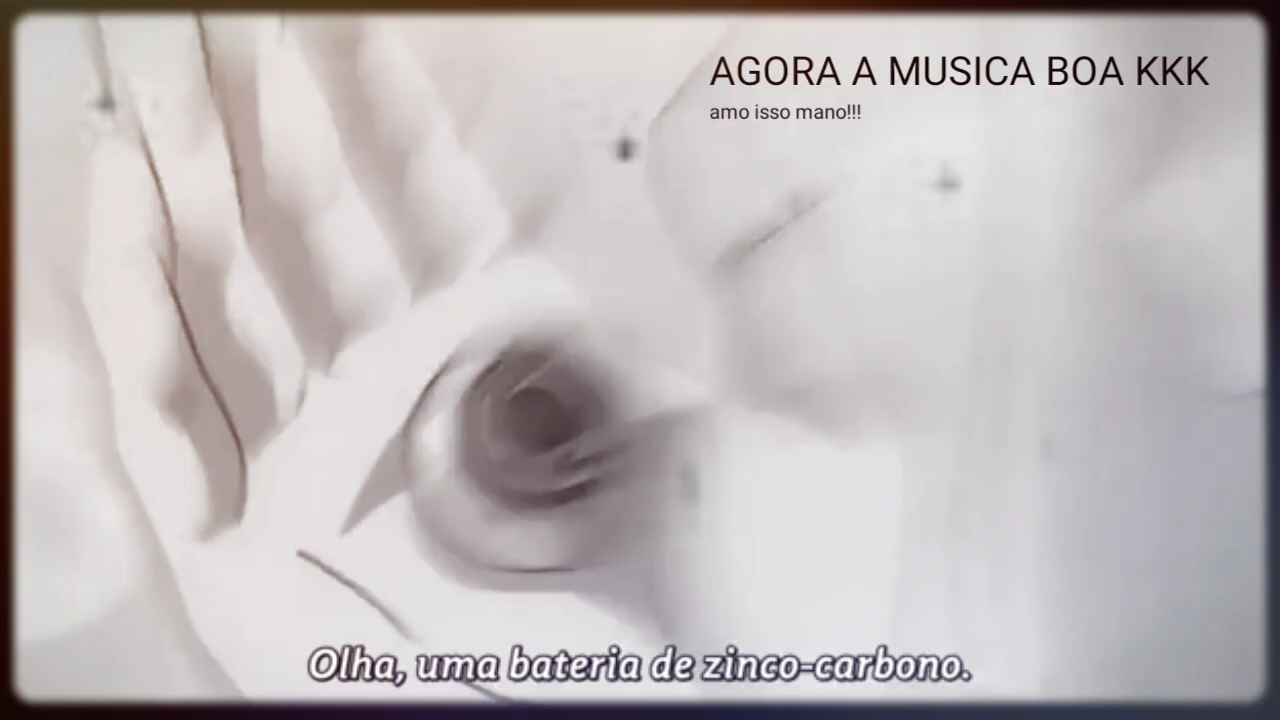 AGORA A MUSICA BOA KKK
amo isso mano!!!
Olha, uma bateria de zinco-carbono.